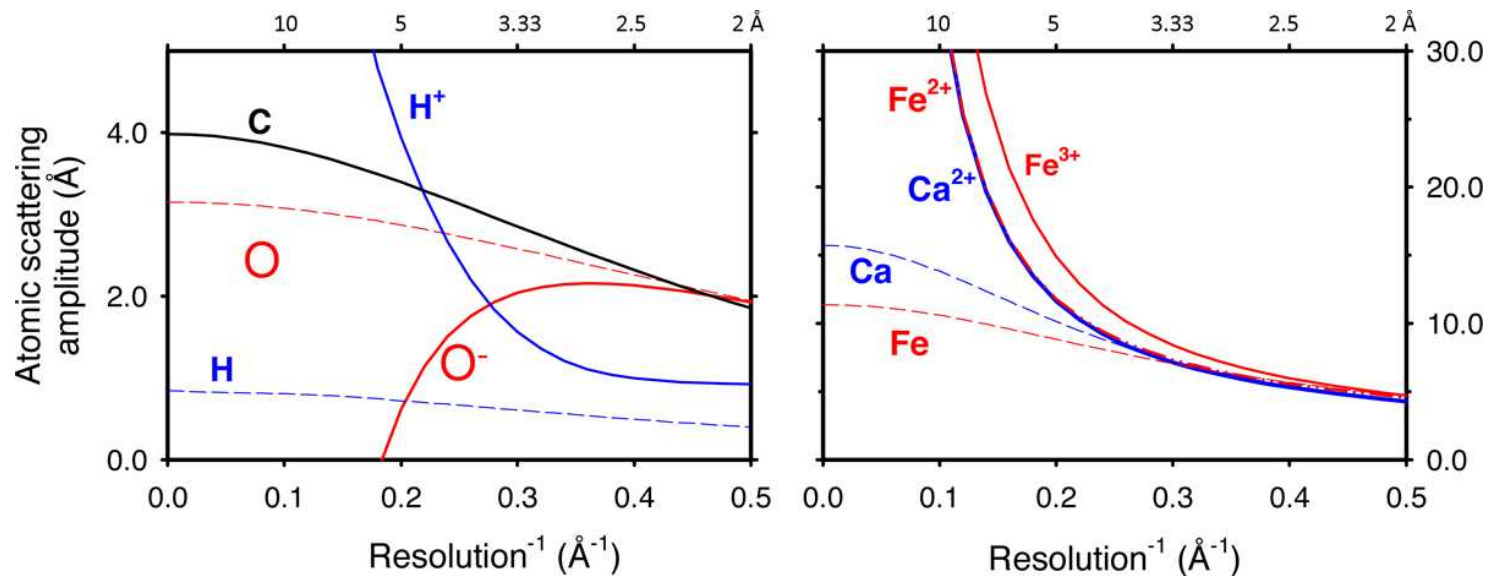 10 5 3.33 2.5 2 Å
10 5 3.33 2.5 2 Å
Atomic scattering
amplitude (Å)
4.0
2.0
0.0
C
H⁺
O
O⁻
H
0.0 0.1 0.2 0.3 0.4 0.5
Resolution⁻¹ (Å⁻¹)
Fe²⁺
Fe³⁺
Ca²⁺
Ca
Fe
30.0
20.0
10.0
0.0
0.0 0.1 0.2 0.3 0.4 0.5
Resolution⁻¹ (Å⁻¹)